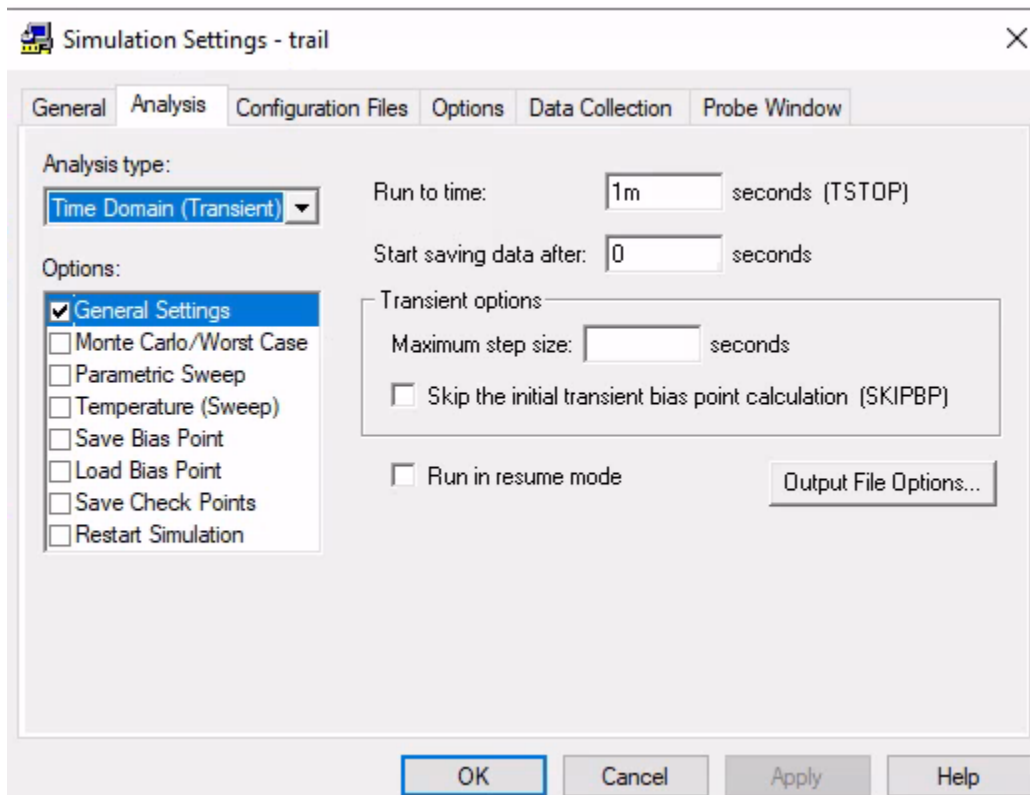 Simulation Settings - trail
General Analysis Configuration Files Options Data Collection Probe Window
Analysis type:
Time Domain (Transient)
Options:
General Settings
Monte Carlo/Worst Case
Parametric Sweep
Temperature (Sweep)
Save Bias Point
Load Bias Point
Save Check Points
Restart Simulation
Run to time: 1m seconds (TSTOP)
Start saving data after: 0 seconds
Transient options
Maximum step size: seconds
Skip the initial transient bias point calculation (SKIPBP)
Run in resume mode
Output File Options...
OK Cancel Apply Help